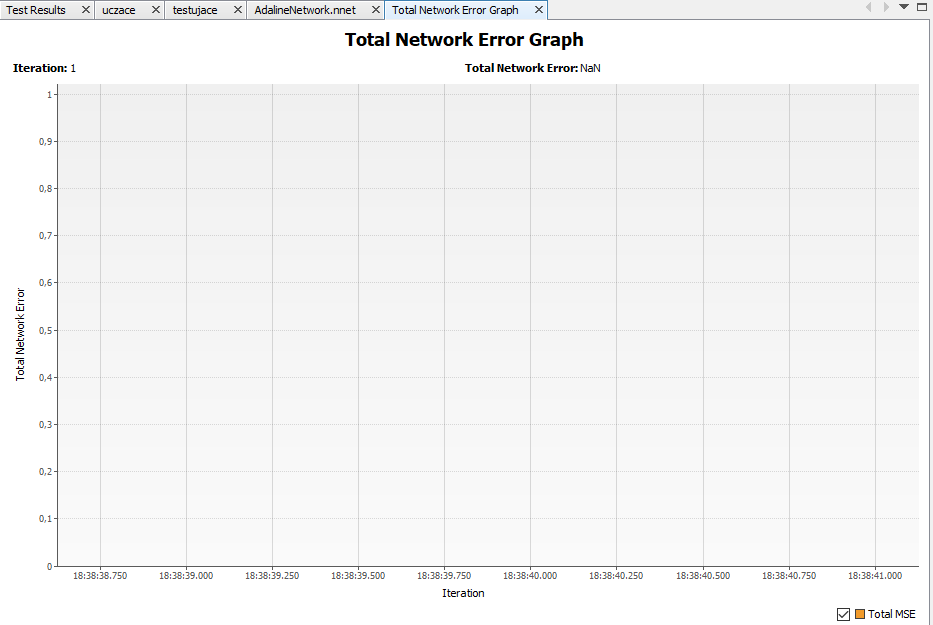 Test Results uczace testujace AdalineNetwork.nnet Total Network Error Graph
Total Network Error Graph
Iteration: 1 Total Network Error: NaN
1
0,9
0,8
0,7
0,6
0,5
0,4
0,3
0,2
0,1
0
Total Network Error
18:38:38.750 18:38:39.000 18:38:39.250 18:38:39.500 18:38:39.750 18:38:40.000 18:38:40.250 18:38:40.500 18:38:40.750 18:38:41.000
Iteration
Total MSE